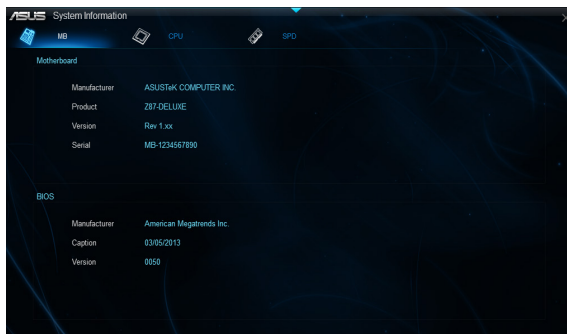 ASUS System Information
MB CPU SPD
Motherboard
Manufacturer ASUSTeK COMPUTER INC.
Product Z87-DELUXE
Version Rev 1.xx
Serial MB-1234567890
BIOS
Manufacturer American Megatrends Inc.
Caption 03/05/2013
Version 0050